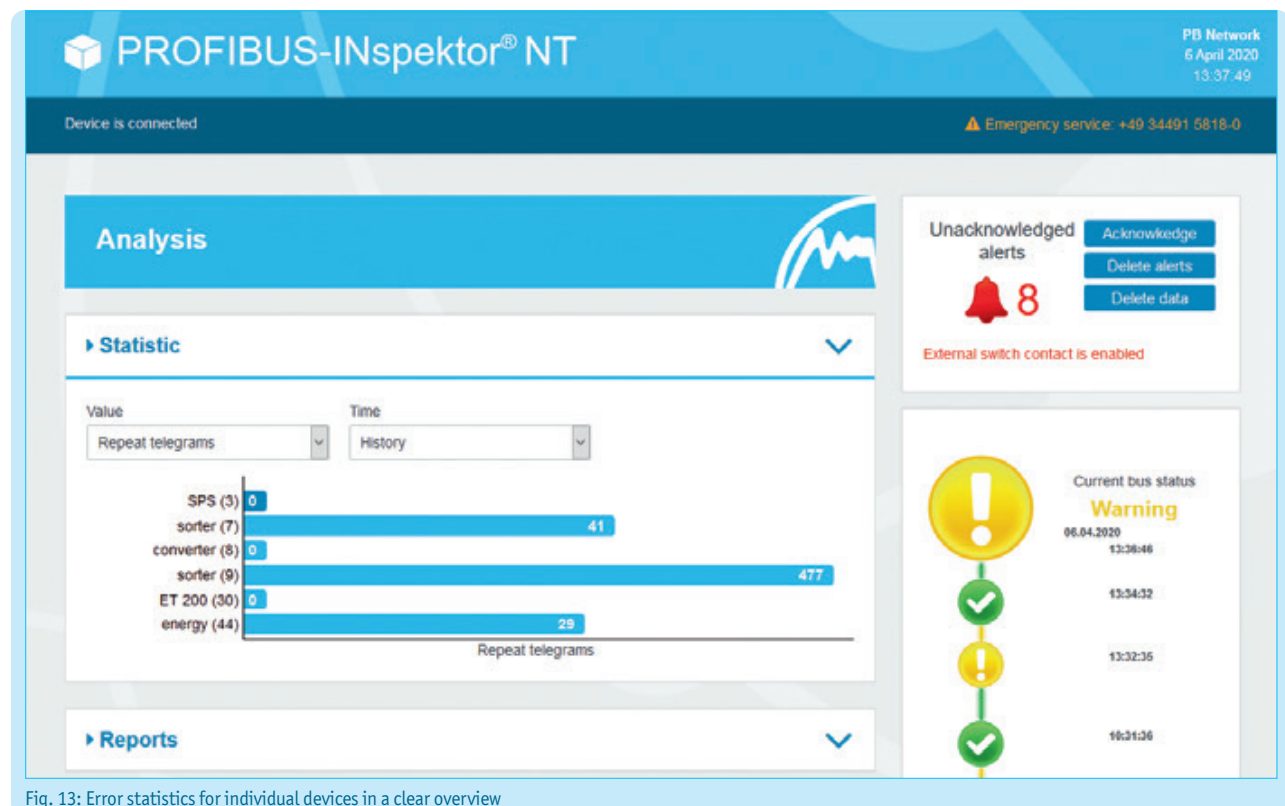 PROFIBUS-INspektor® NT
PB Network
6 April 2020
13:37:49
Device is connected
Emergency service: +49 34491 5818-0
Analysis
Statistic
Value
Time
Repeat telegrams
History
SPS (3) 0
sorter (7) 41
converter (8) 0
sorter (9) 477
ET 200 (30) 0
energy (44) 29
Repeat telegrams
Reports
Unacknowledged
alerts
8
Acknowkedge
Delete alerts
Delete data
External switch contact is enabled
Current bus status
Warning
06.04.2020
13:36:46
13:34:32
13:32:35
10:31:36
Fig. 13: Error statistics for individual devices in a clear overview